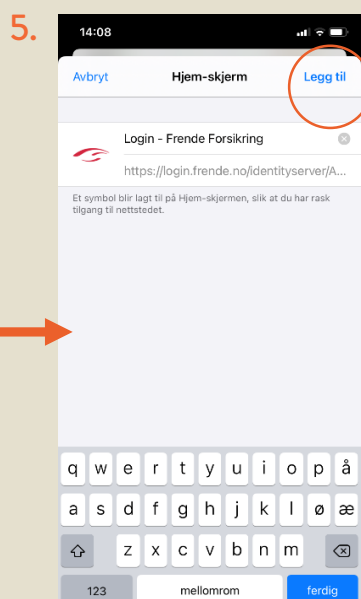 5.
14:08
Avbryt Hjem-skjerm Legg til
Login - Frende Forsikring
https://login.frende.no/identityserver/A...
Et symbol blir lagt til på Hjem-skjermen, slik at du har rask
tilgang til nettstedet.
q w e r t y u i o p å
a s d f g h j k l ø æ
z x c v b n m
123 mellomrom ferdig